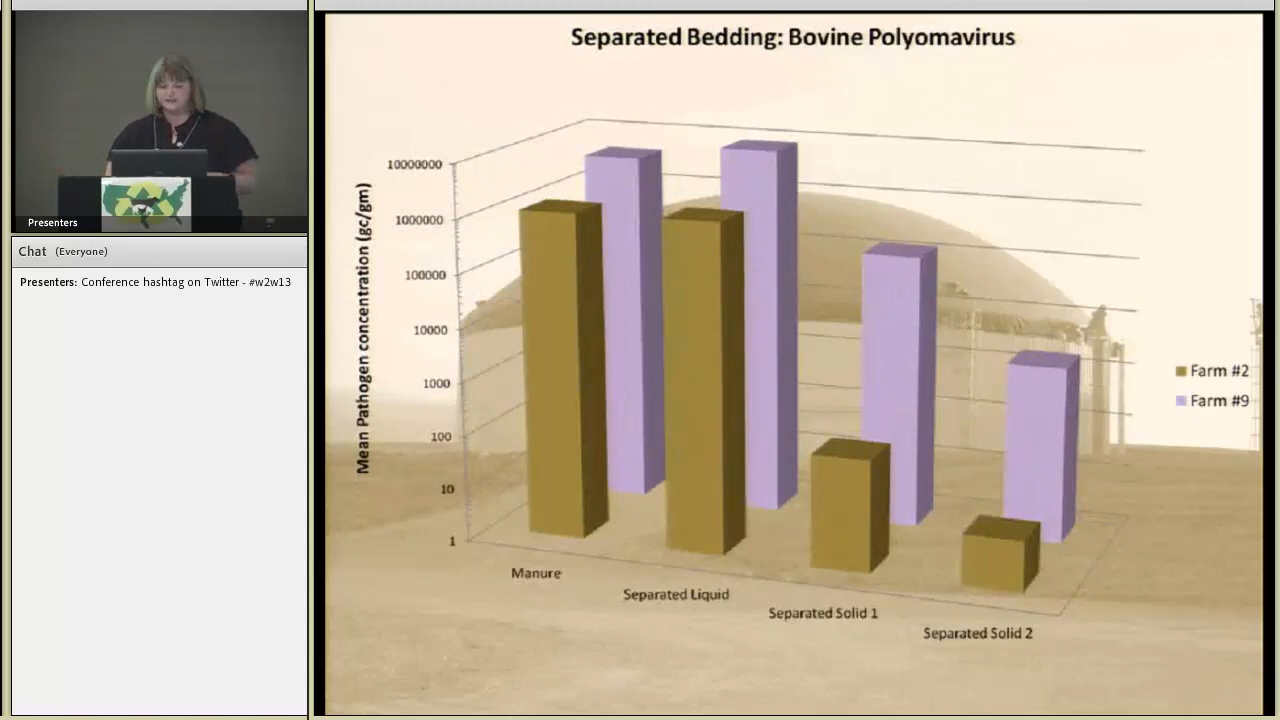 Separated Bedding: Bovine Polyomavirus
Presenters
Chat (Everyone)
Presenters: Conference hashtag on Twitter - #w2w13
Mean Pathogen concentration (gc/gm)
10000000
1000000
100000
10000
1000
100
10
1
Manure
Separated Liquid
Separated Solid 1
Separated Solid 2
Farm #2
Farm #9